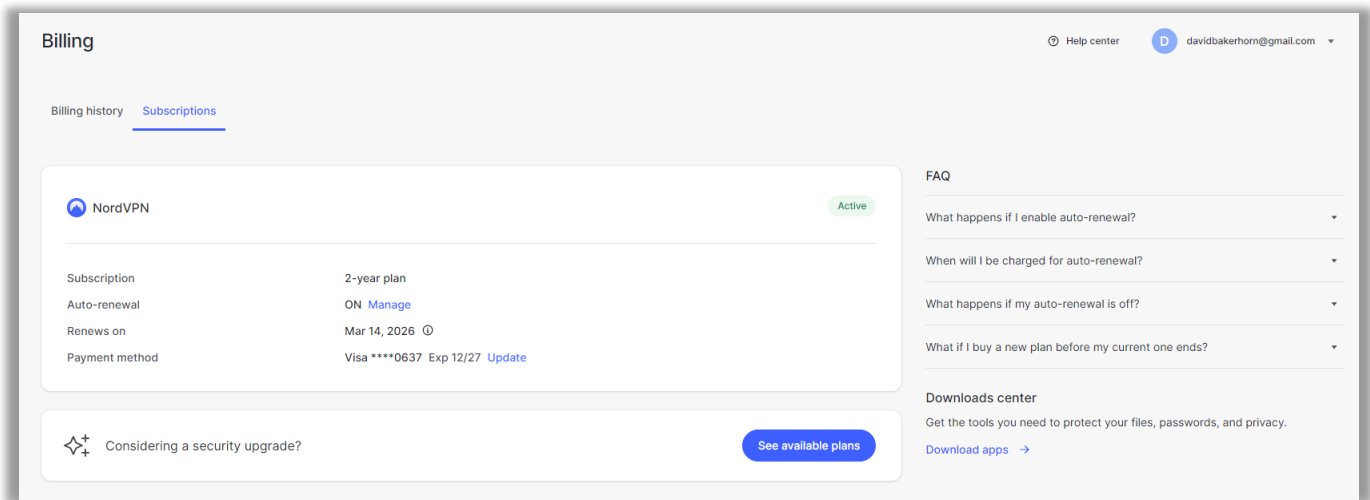 Billing
Help center
D
davidbakerhorn@gmail.com
Billing history
Subscriptions
NordVPN
Active
Subscription 2-year plan
Auto-renewal ON Manage
Renews on Mar 14, 2026
Payment method Visa ****0637 Exp 12/27 Update
Considering a security upgrade?
See available plans
FAQ
What happens if I enable auto-renewal?
When will I be charged for auto-renewal?
What happens if my auto-renewal is off?
What if I buy a new plan before my current one ends?
Downloads center
Get the tools you need to protect your files, passwords, and privacy.
Download apps →